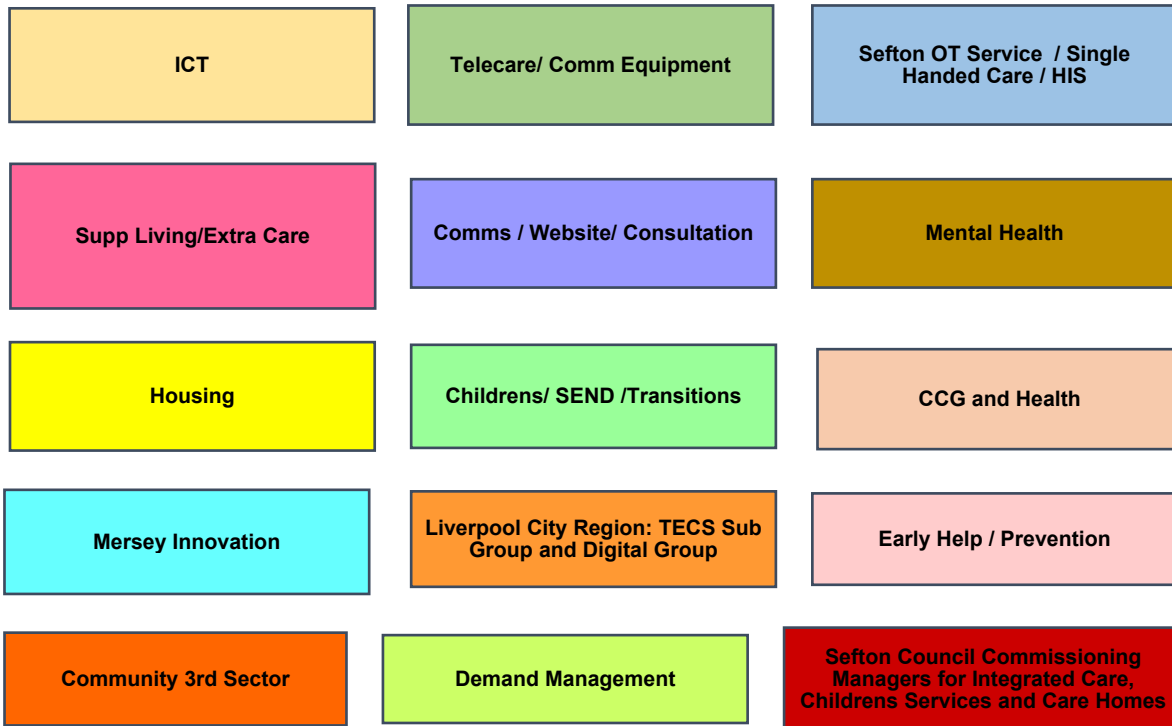 ICT
Telecare/ Comm Equipment
Sefton OT Service / Single
Handed Care / HIS
Supp Living/Extra Care
Comms / Website/ Consultation
Mental Health
Housing
Childrens/ SEND /Transitions
CCG and Health
Mersey Innovation
Liverpool City Region: TECS Sub
Group and Digital Group
Early Help / Prevention
Community 3rd Sector
Demand Management
Sefton Council Commissioning
Managers for Integrated Care,
Childrens Services and Care Homes